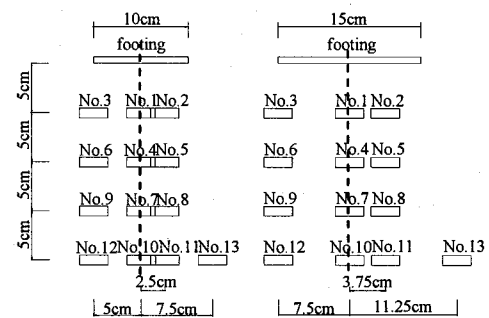 10cm 15cm
footing footing
5cm
No.3 No.1 No.2 No.3 No.1 No.2
5cm
No.6 No.4 No.5 No.6 No.4 No.5
5cm
No.9 No.7 No.8 No.9 No.7 No.8
5cm
No.12 No.10 No.11 No.13 No.12 No.10 No.11 No.13
2.5cm 3.75cm
5cm 7.5cm 7.5cm 11.25cm